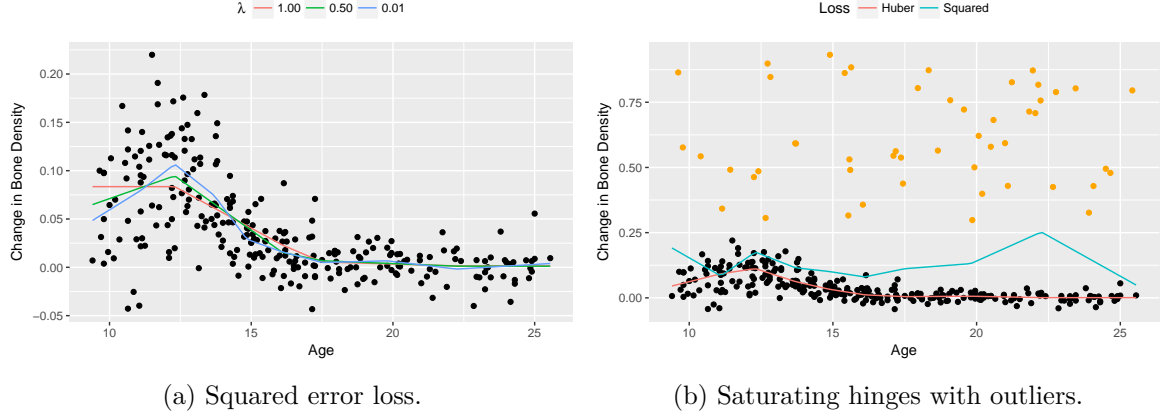 λ 1.00 0.50 0.01
0.20
0.15
0.10
0.05
0.00
−0.05
Change in Bone Density
10 15 20 25
Age
(a) Squared error loss.
Loss Huber Squared
0.75
0.50
0.25
0.00
Change in Bone Density
10 15 20 25
Age
(b) Saturating hinges with outliers.